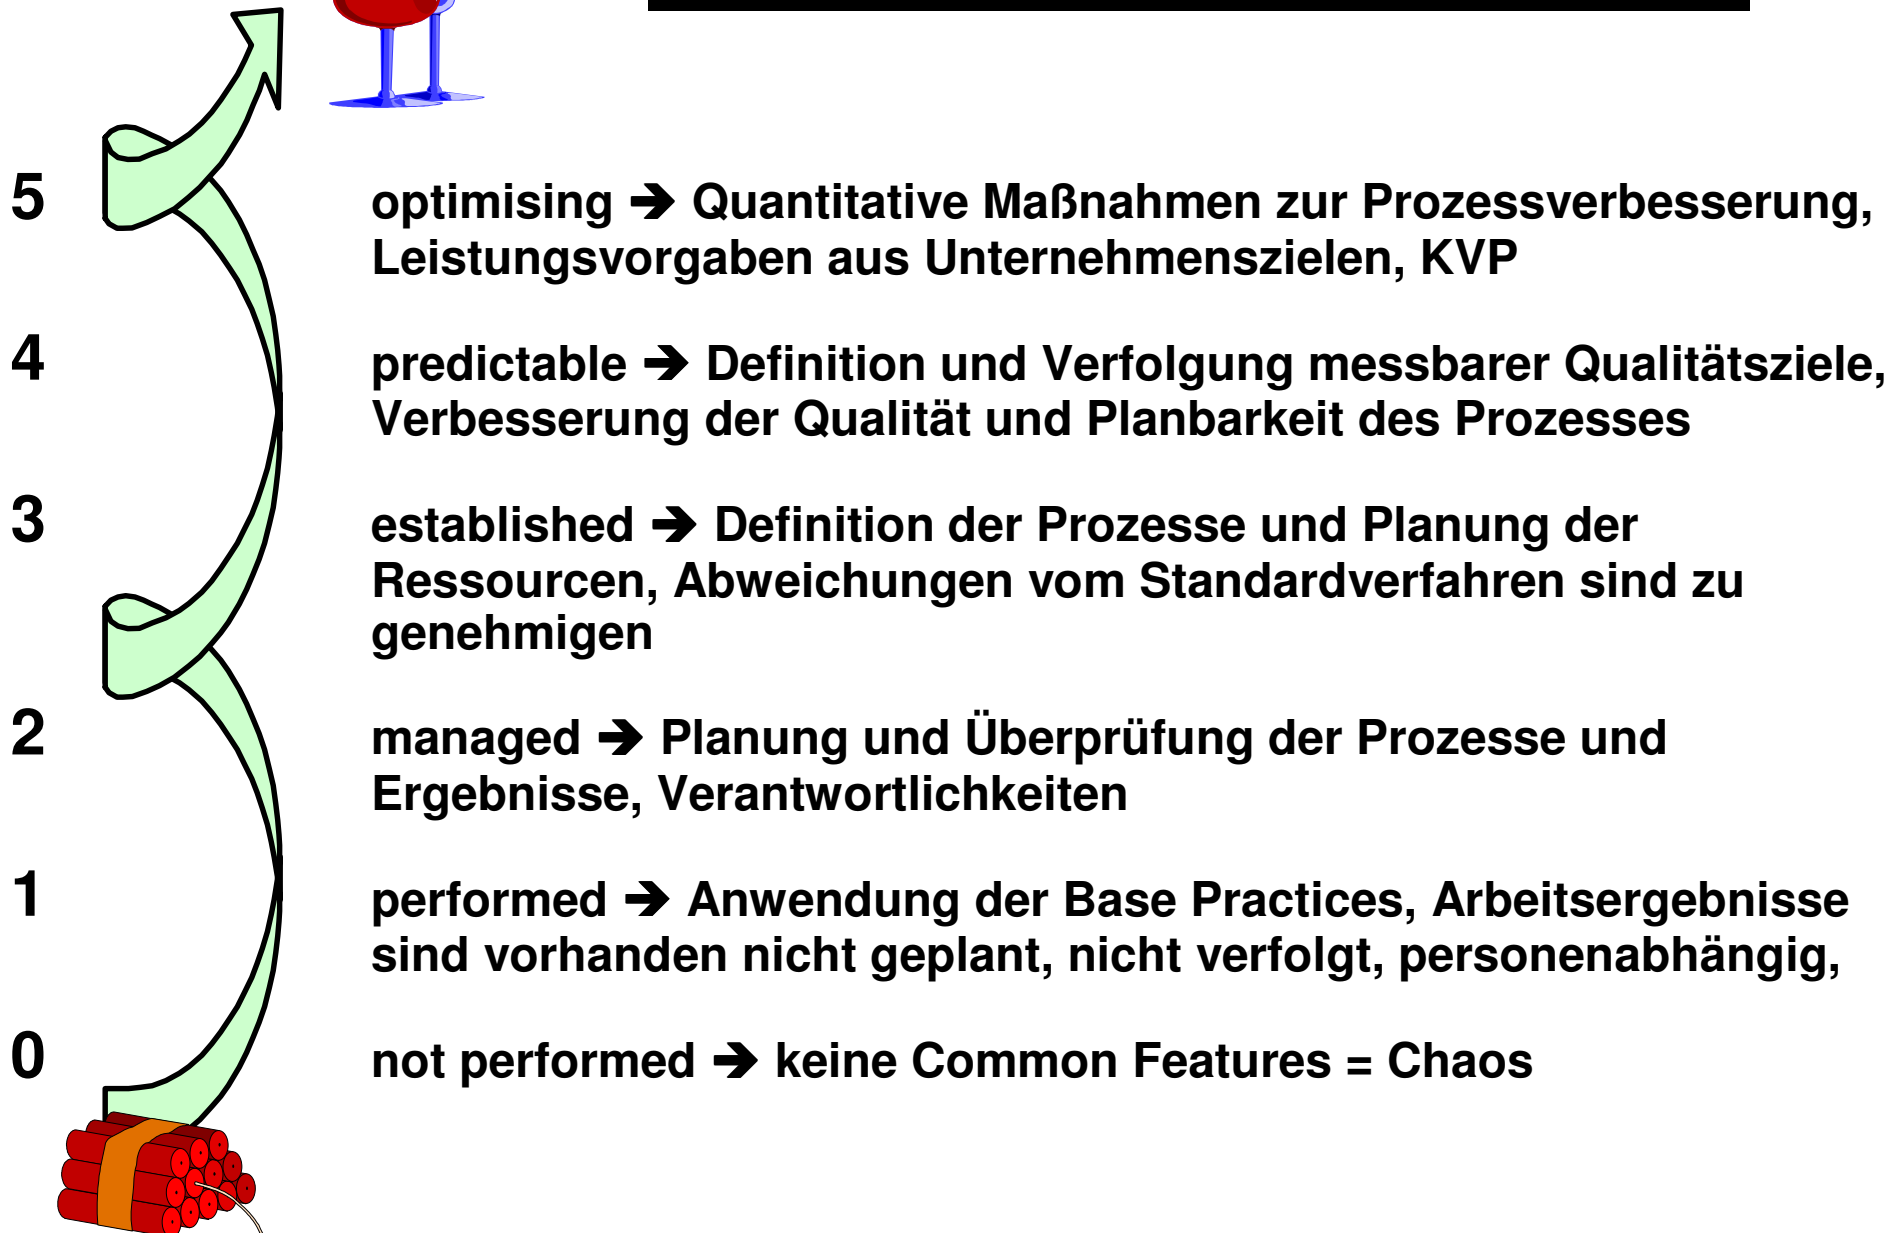 5 optimising ➔ Quantitative Maßnahmen zur Prozessverbesserung,
Leistungsvorgaben aus Unternehmenszielen, KVP
4 predictable ➔ Definition und Verfolgung messbarer Qualitätsziele,
Verbesserung der Qualität und Planbarkeit des Prozesses
3 established ➔ Definition der Prozesse und Planung der
Ressourcen, Abweichungen vom Standardverfahren sind zu
genehmigen
2 managed ➔ Planung und Überprüfung der Prozesse und
Ergebnisse, Verantwortlichkeiten
1 performed ➔ Anwendung der Base Practices, Arbeitsergebnisse
sind vorhanden nicht geplant, nicht verfolgt, personenabhängig,
0 not performed ➔ keine Common Features = Chaos